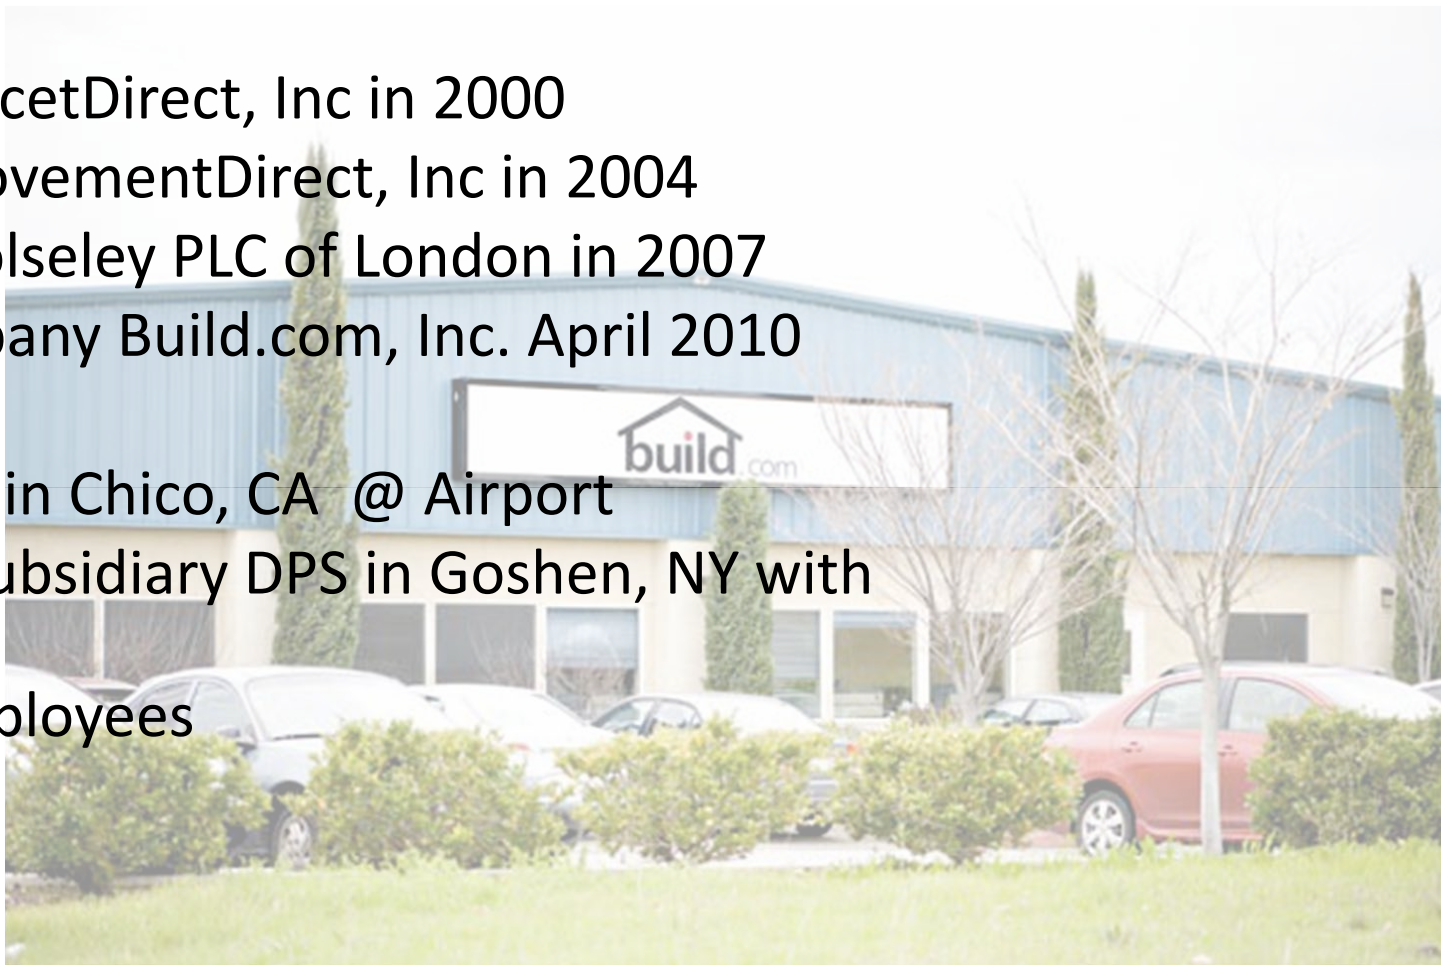 cetDirect, Inc in 2000
ovementDirect, Inc in 2004
olseley PLC of London in 2007
pany Build.com, Inc. April 2010
build.com
in Chico, CA @ Airport
ubsidiary DPS in Goshen, NY with
ployees